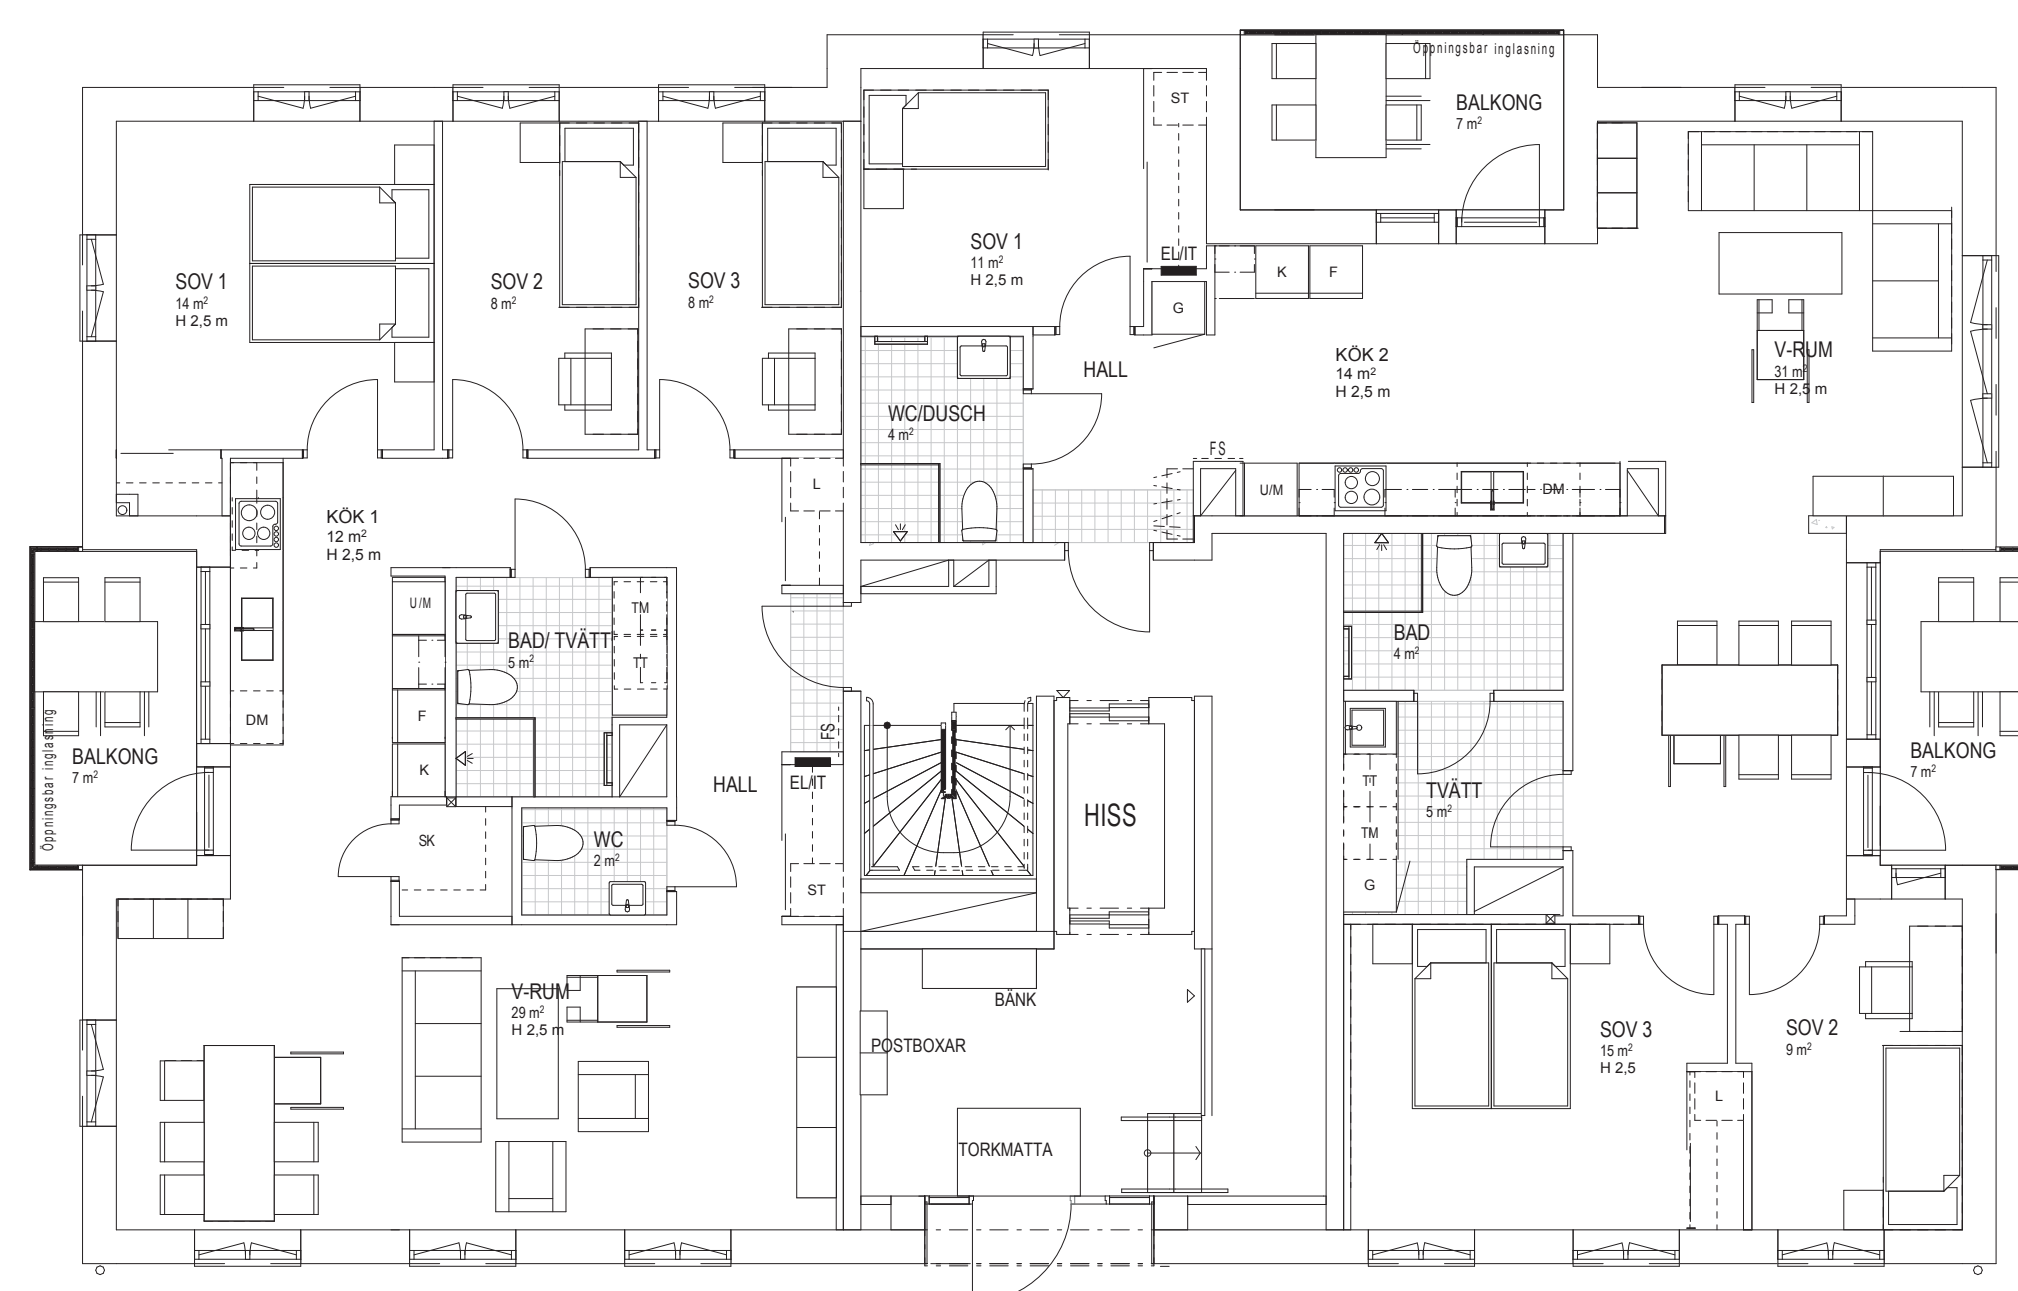 Öppningsbar inglasning
BALKONG
7 m²
ST
SOV 1
11 m²
H 2,5 m
EL/IT
G
K
F
SOV 1
14 m²
H 2,5 m
SOV 2
8 m²
SOV 3
8 m²
HALL
KÖK 2
14 m²
H 2,5 m
V-RUM
31 m²
H 2,5 m
WC/DUSCH
4 m²
FS
U/M
DM
L
KÖK 1
12 m²
H 2,5 m
U/M
F
K
BAD/ TVÄTT
5 m²
TM
TT
DM
Öppningsbar inglasning
BALKONG
7 m²
SK
WC
2 m²
HALL
FS
EL/IT
ST
HISS
BAD
4 m²
TVÄTT
5 m²
TT
TM
G
BALKONG
7 m²
V-RUM
29 m²
H 2,5 m
BÄNK
POSTBOXAR
TORKMATTA
SOV 3
15 m²
H 2,5
SOV 2
9 m²
L